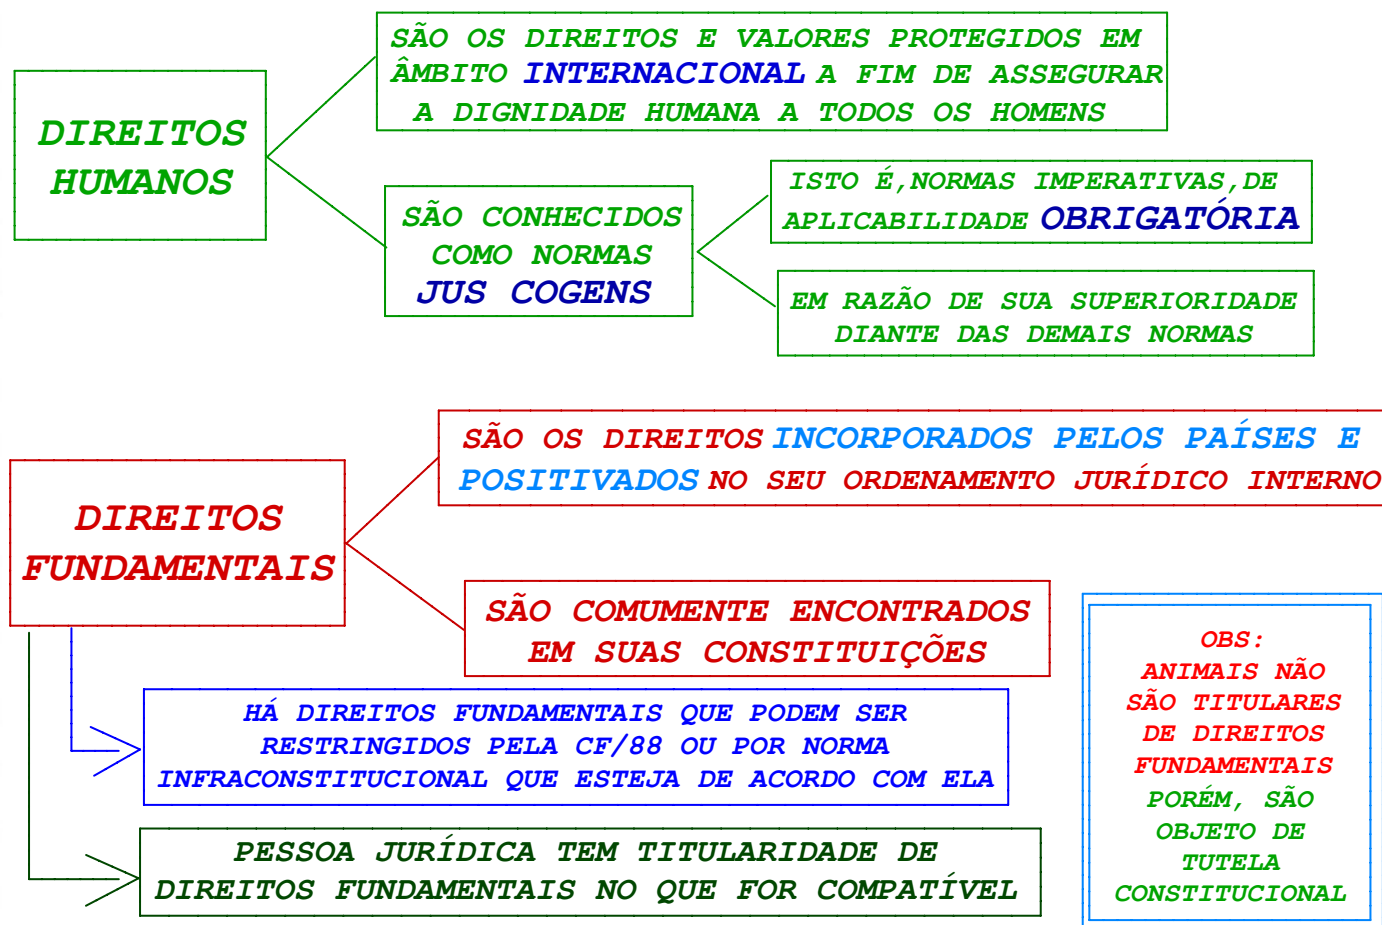 DIREITOS
HUMANOS
SÃO OS DIREITOS E VALORES PROTEGIDOS EM
ÂMBITO INTERNACIONAL A FIM DE ASSEGURAR
A DIGNIDADE HUMANA A TODOS OS HOMENS
SÃO CONHECIDOS
COMO NORMAS
JUS COGENS
ISTO É,NORMAS IMPERATIVAS,DE
APLICABILIDADE OBRIGATÓRIA
EM RAZÃO DE SUA SUPERIORIDADE
DIANTE DAS DEMAIS NORMAS
DIREITOS
FUNDAMENTAIS
SÃO OS DIREITOS INCORPORADOS PELOS PAÍSES E
POSITIVADOS NO SEU ORDENAMENTO JURÍDICO INTERNO
SÃO COMUMENTE ENCONTRADOS
EM SUAS CONSTITUIÇÕES
HÁ DIREITOS FUNDAMENTAIS QUE PODEM SER
RESTRINGIDOS PELA CF/88 OU POR NORMA
INFRACONSTITUCIONAL QUE ESTEJA DE ACORDO COM ELA
PESSOA JURÍDICA TEM TITULARIDADE DE
DIREITOS FUNDAMENTAIS NO QUE FOR COMPATÍVEL
OBS:
ANIMAIS NÃO
SÃO TITULARES
DE DIREITOS
FUNDAMENTAIS
PORÉM, SÃO
OBJETO DE
TUTELA
CONSTITUCIONAL